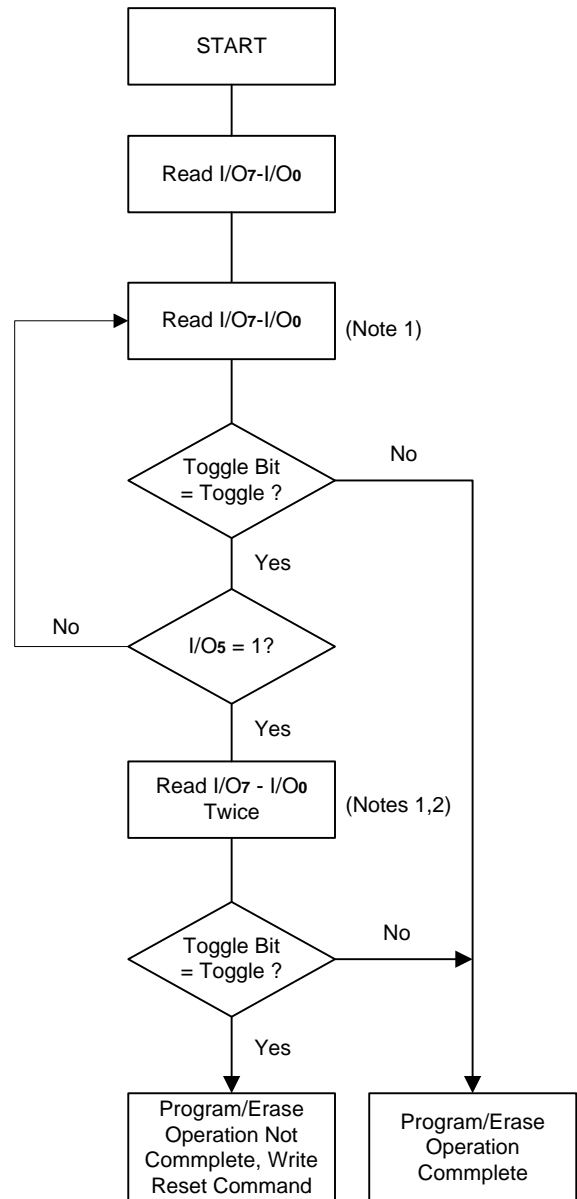 START
Read I/O7-I/O0
Read I/O7-I/O0
(Note 1)
Toggle Bit
= Toggle ?
No
Yes
I/O5 = 1?
No
Yes
Read I/O7 - I/O0
Twice
(Notes 1,2)
Toggle Bit
= Toggle ?
No
Yes
Program/Erase
Operation Not
Commplete, Write
Reset Command
Program/Erase
Operation
Commplete